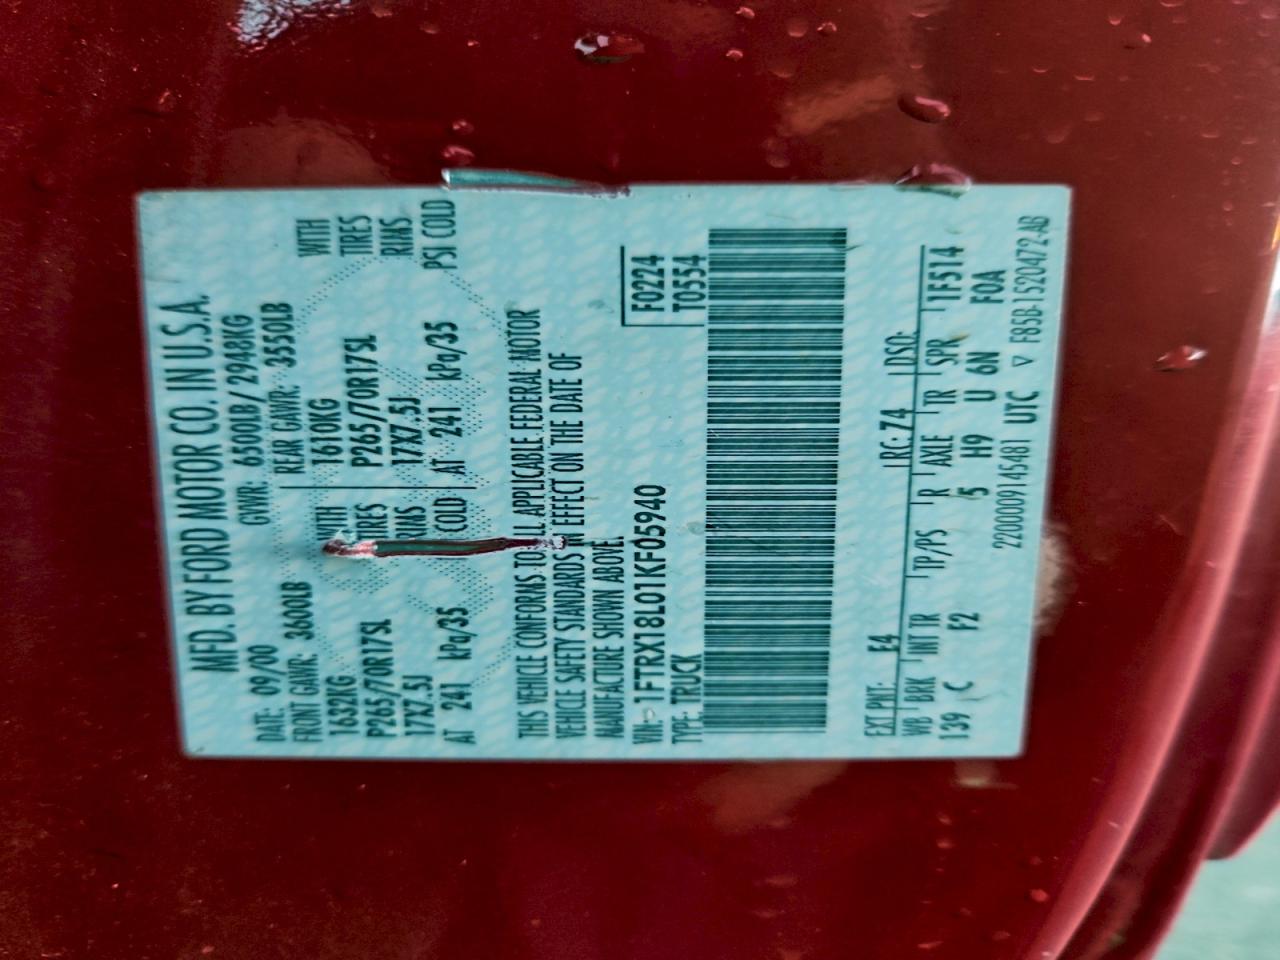 MFD. BY FORD MOTOR CO. IN U.S.A.
DATE: 09/00 GVWR: 6500LB/ 2948KG
FRONT GAWR: 3600LB REAR GAWR: 3550LB
1632KG WITH 1610KG WITH
P265/70R17SL TIRES P265/70R17SL TIRES
17X7.5J RIMS 17X7.5J RIMS
AT 241 kPa/35 COLD AT 241 kPa/35 PSI COLD
THIS VEHICLE CONFORMS TO ALL APPLICABLE FEDERAL MOTOR
VEHICLE SAFETY STANDARDS IN EFFECT ON THE DATE OF
MANUFACTURE SHOWN ABOVE.
VIN: 1FTRX18L01KF05940 F0224
TYPE: TRUCK T0554
EXT PNT: E4 RC: Z4 DSO:
WB BRK INT TR TP/PS R AXLE TR SPR 1F514
139 C F2 5 H9 U 6N F0A
220000914548I UTC ▽ F85B-1520472-AB